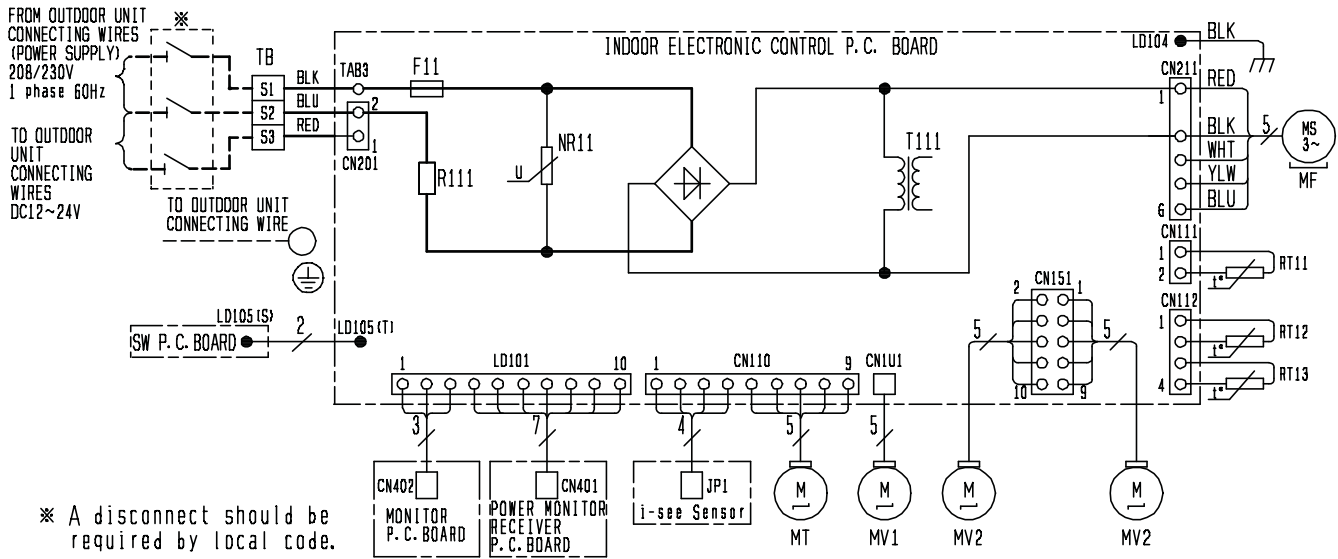 FROM OUTDOOR UNIT
CONNECTING WIRES
(POWER SUPPLY)
208/230V
1 phase 60Hz
TO OUTDOOR
UNIT
CONNECTING
WIRES
DC12~24V
※
TB
S1
S2
S3
BLK
BLU
RED
TAB3
2
1
CN201
F11
R111
NR11
U
INDOOR ELECTRONIC CONTROL P.C. BOARD
T111
LD104
BLK
CN211
1
6
RED
BLK
WHT
YLW
BLU
5
MS
3~
MF
CN111
1
2
t°
RT11
CN112
1
4
t°
RT12
t°
RT13
TO OUTDOOR UNIT
CONNECTING WIRE
LD105(S)
SW P.C.BOARD
2
LD105(T)
1
LD101
10
3
7
1
CN110
9
4
5
CN1U1
5
2
CN151
1
5
5
10
9
CN402
MONITOR
P.C.BOARD
CN401
POWER MONITOR
RECEIVER
P.C.BOARD
JP1
i-see Sensor
M
MT
M
MV1
M
MV2
M
MV2
※ A disconnect should be
required by local code.